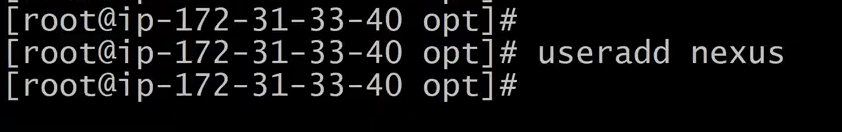 [root@ip-172-31-33-40 opt]#
[root@ip-172-31-33-40 opt]# useradd nexus
[root@ip-172-31-33-40 opt]#